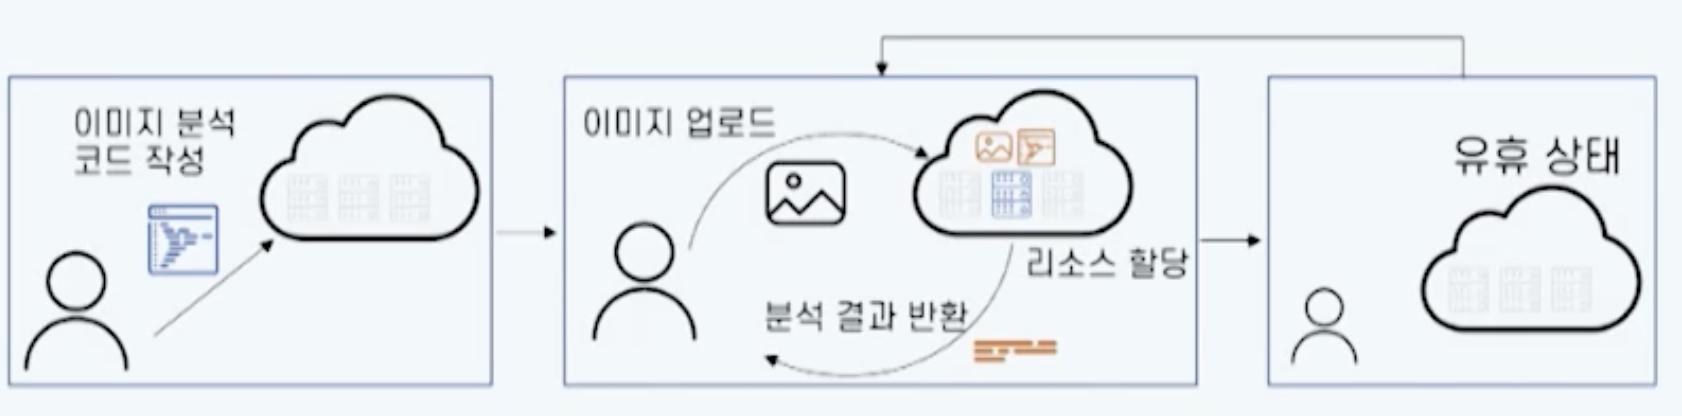 이미지 분석
코드 작성
이미지 업로드
리소스 할당
분석 결과 반환
유휴 상태